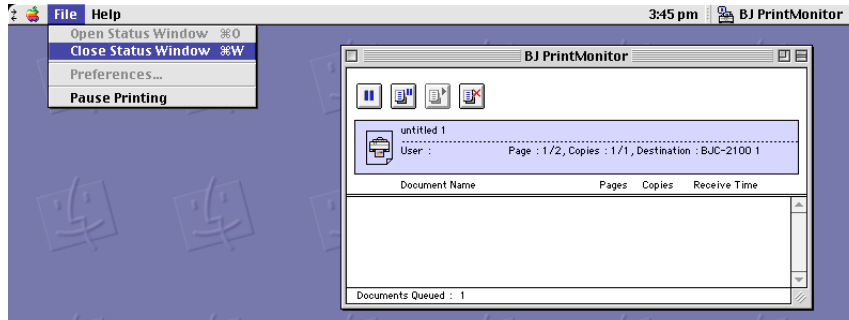 File Help 3:45 pm BJ PrintMonitor
Open Status Window ⌘O
Close Status Window ⌘W
Preferences...
Pause Printing
BJ PrintMonitor
untitled 1
User : Page : 1/2, Copies : 1/1, Destination : BJC-2100 1
Document Name Pages Copies Receive Time
Documents Queued : 1